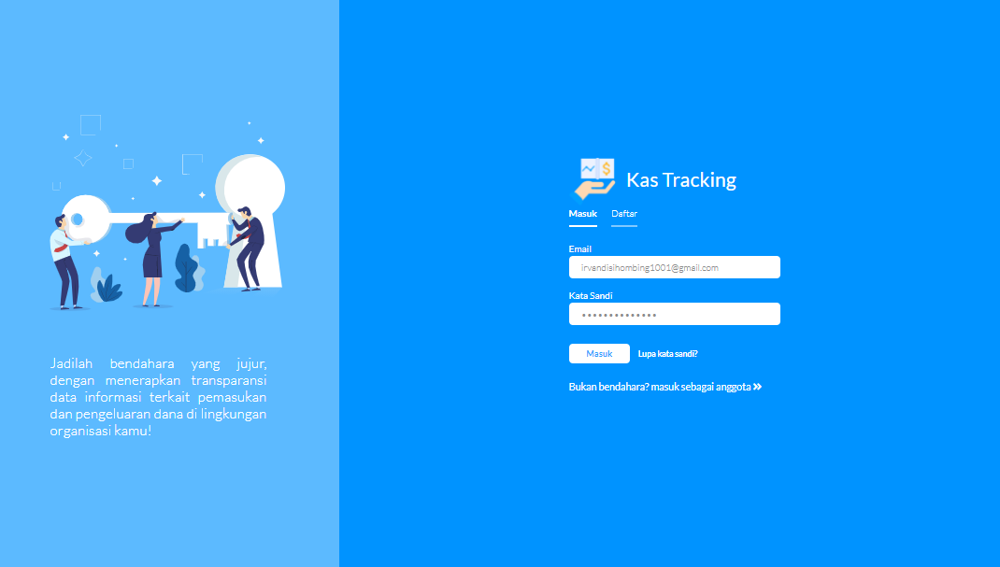 Kas Tracking
Masuk Daftar
Email
irvandisihombing1001@gmail.com
Kata Sandi
••••••••••••••
Masuk Lupa kata sandi?
Bukan bendahara? masuk sebagai anggota »
Jadilah bendahara yang jujur,
dengan menerapkan transparansi
data informasi terkait pemasukan
dan pengeluaran dana di lingkungan
organisasi kamu!